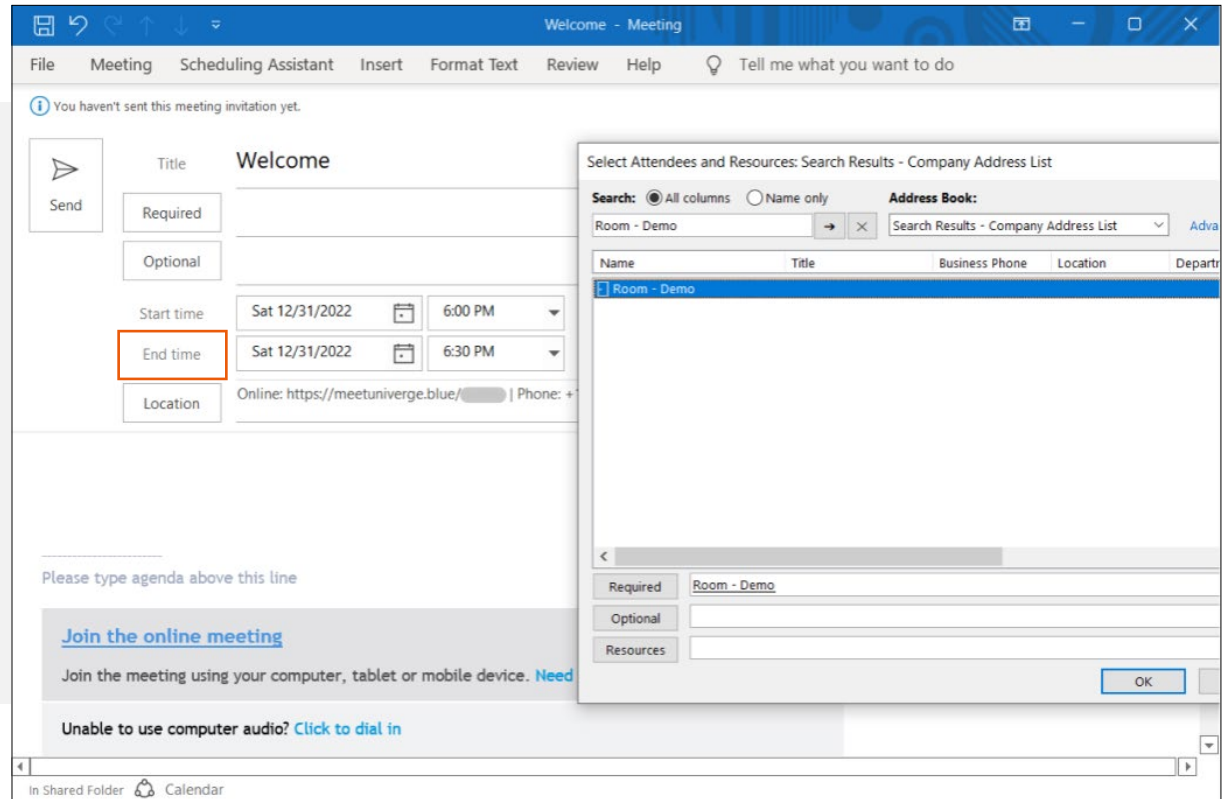 Welcome - Meeting
File Meeting Scheduling Assistant Insert Format Text Review Help Tell me what you want to do
You haven't sent this meeting invitation yet.
Send
Title Welcome
Required
Optional
Start time Sat 12/31/2022 6:00 PM
End time Sat 12/31/2022 6:30 PM
Location Online: https://meetuniverge.blue/ | Phone: +
Please type agenda above this line
Join the online meeting
Join the meeting using your computer, tablet or mobile device. Need
Unable to use computer audio? Click to dial in
In Shared Folder Calendar
Select Attendees and Resources: Search Results - Company Address List
Search: All columns Name only Address Book:
Room - Demo Search Results - Company Address List Adva
Name Title Business Phone Location Departr
Room - Demo
Required Room - Demo
Optional
Resources
OK